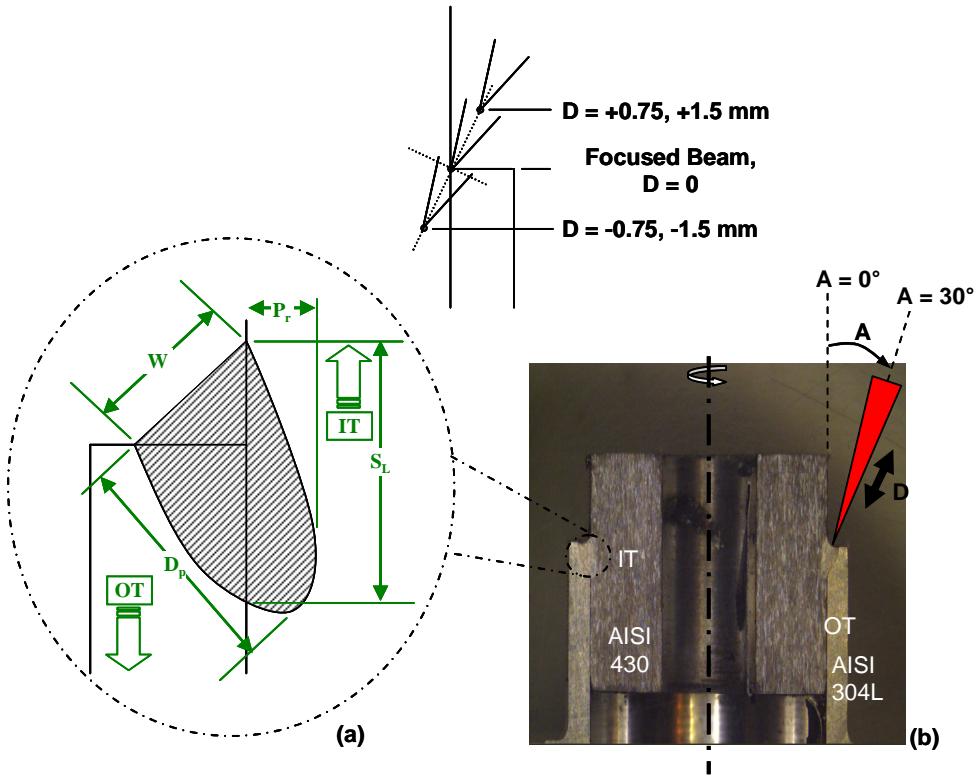 D = +0.75, +1.5 mm
Focused Beam,
D = 0
D = -0.75, -1.5 mm
A = 0°
A = 30°
A
D
Pr
W
IT
SL
Dp
OT
(a)
IT
AISI
430
OT
AISI
304L
(b)